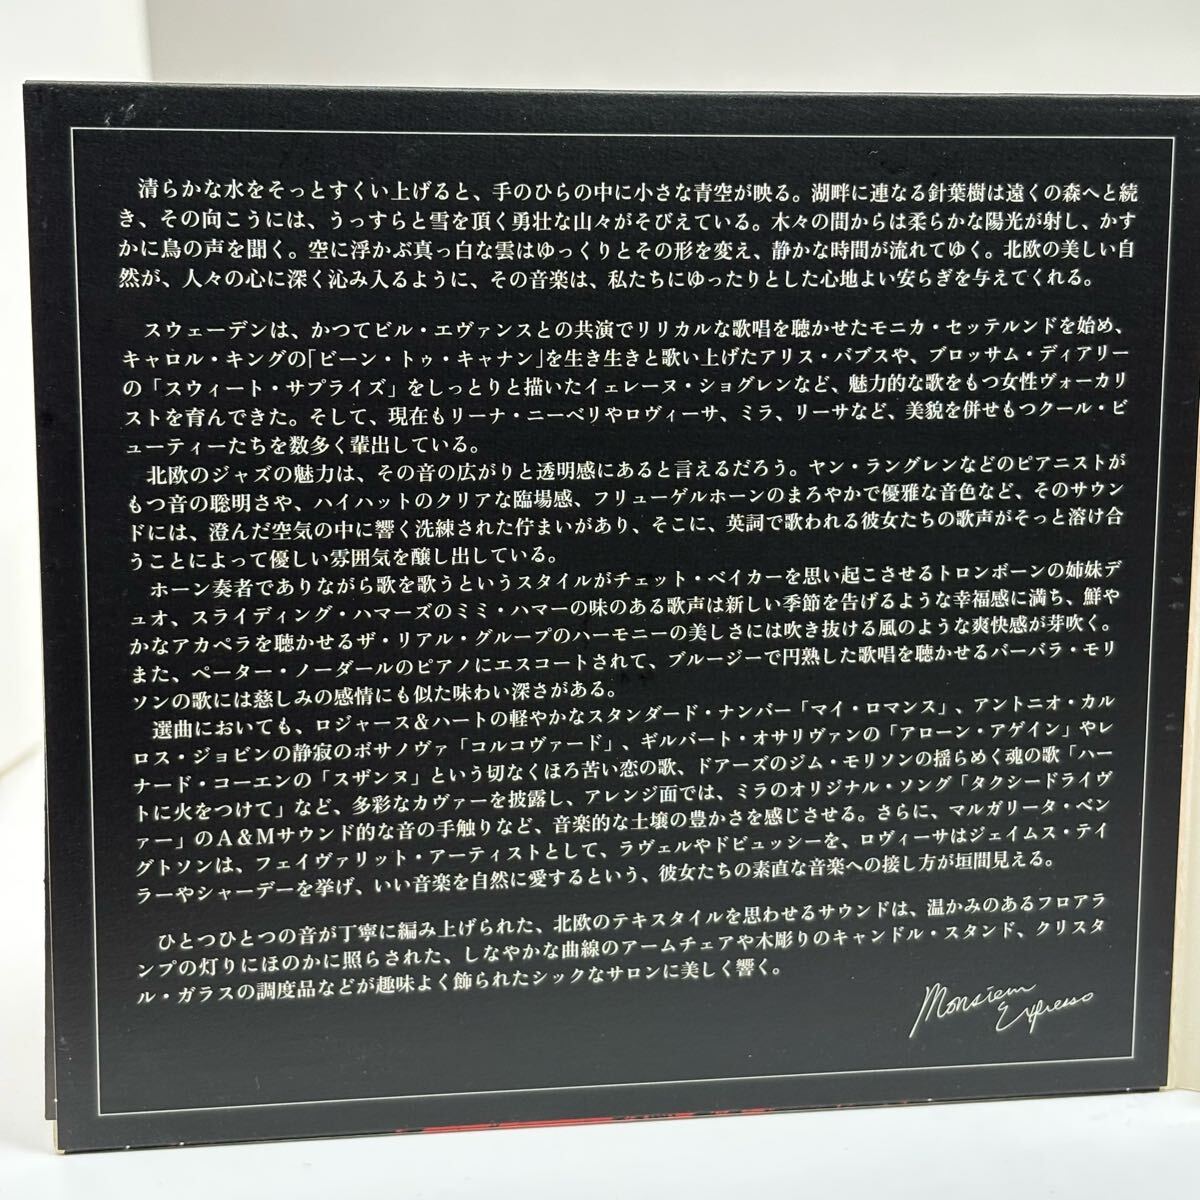 清らかな水をそっとすくい上げると、手のひらの中に小さな青空が映る。湖畔に連なる針葉樹は遠くの森へと続
き、その向こうには、うっすらと雪を頂く勇壮な山々がそびえている。木々の間からは柔らかな陽光が射し、かす
かに鳥の声を聞く。空に浮かぶ真っ白な雲はゆっくりとその形を変え、静かな時間が流れてゆく。北欧の美しい自
然が、人々の心に深く沁み入るように、その音楽は、私たちにゆったりとした心地よい安らぎを与えてくれる。
スウェーデンは、かつてビル・エヴァンスとの共演でリリカルな歌唱を聴かせたモニカ・セッテルンドを始め、
キャロル・キングの「ビーン・トゥ・キャナン」を生き生きと歌い上げたアリス・バブスや、ブロッサム・ディアリー
の「スウィート・サプライズ」をしっとりと描いたイェレーヌ・ショグレンなど、魅力的な歌をもつ女性ヴォーカリ
ストを育んできた。そして、現在もリーナ・ニーベリやロヴィーサ、ミラ、リーサなど、美貌を併せもつクール・ビ
ューティーたちを数多く輩出している。
北欧のジャズの魅力は、その音の広がりと透明感にあると言えるだろう。ヤン・ラングレンなどのピアニストが
もつ音の聡明さや、ハイハットのクリアな臨場感、フリューゲルホーンのまろやかで優雅な音色など、そのサウン
ドには、澄んだ空気の中に響く洗練された佇まいがあり、そこに、英詞で歌われる彼女たちの歌声がそっと溶け合
うことによって優しい雰囲気を醸し出している。
ホーン奏者でありながら歌を歌うというスタイルがチェット・ベイカーを思い起こさせるトロンボーンの姉妹デ
ュオ、スライディング・ハマーズのミミ・ハマーの味のある歌声は新しい季節を告げるような幸福感に満ち、鮮や
かなアカペラを聴かせるザ・リアル・グループのハーモニーの美しさには吹き抜ける風のような爽快感が芽吹く。
また、ペーター・ノーダールのピアノにエスコートされて、ブルージーで円熟した歌唱を聴かせるバーバラ・モリ
ソンの歌には慈しみの感情にも似た味わい深さがある。
選曲においても、ロジャース&ハートの軽やかなスタンダード・ナンバー「マイ・ロマンス」、アントニオ・カル
ロス・ジョビンの静寂のボサノヴァ「コルコヴァード」、ギルバート・オサリヴァンの「アローン・アゲイン」やレ
ナード・コーエンの「スザンヌ」という切なくほろ苦い恋の歌、ドアーズのジム・モリソンの揺らめく魂の歌「ハー
トに火をつけて」など、多彩なカヴァーを披露し、アレンジ面では、ミラのオリジナル・ソング「タクシードライヴ
ァー」のA&Mサウンド的な音の手触りなど、音楽的な土壌の豊かさを感じさせる。さらに、マルガリータ・ベン
グトソンは、フェイヴァリット・アーティストとして、ラヴェルやドビュッシーを、ロヴィーサはジェイムス・テイ
ラーやシャーデーを挙げ、いい音楽を自然に愛するという、彼女たちの素直な音楽への接し方が垣間見える。
ひとつひとつの音が丁寧に編み上げられた、北欧のテキスタイルを思わせるサウンドは、温かみのあるフロアラ
ンプの灯りにほのかに照らされた、しなやかな曲線のアームチェアや木彫りのキャンドル・スタンド、クリスタ
ル・ガラスの調度品などが趣味よく飾られたシックなサロンに美しく響く。
Monsieur
Expresso